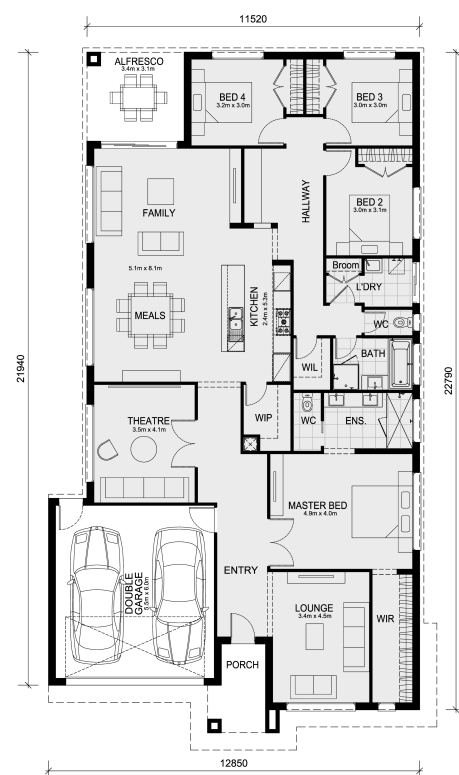 11520
ALFRESCO
3.4m x 3.1m
BED 4
3.2m x 3.0m
BED 3
3.0m x 3.0m
FAMILY
HALLWAY
BED 2
3.0m x 3.1m
5.1m x 8.1m
Broom
L'DRY
KITCHEN
2.4m x 5.3m
MEALS
WC
BATH
WIL
21940
22790
THEATRE
3.5m x 4.1m
WIP
WC
ENS.
MASTER BED
4.9m x 4.0m
ENTRY
DOUBLE
GARAGE
5.5m x 6.0m
LOUNGE
3.4m x 4.5m
WIR
PORCH
12850